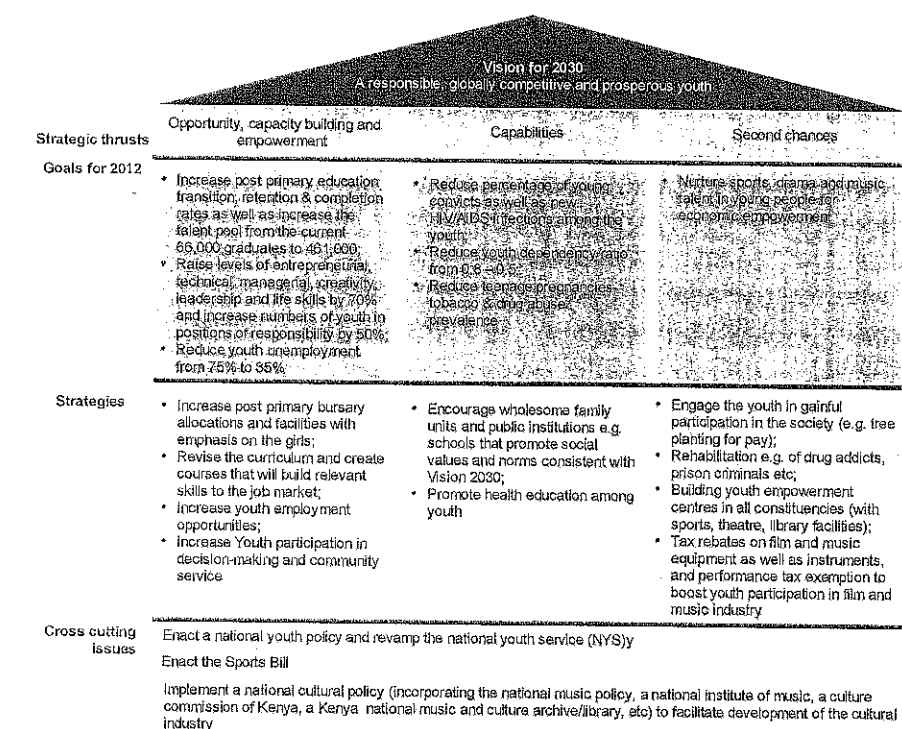 Vision for 2030
A responsible, globally competitive and prosperous youth
Strategic thrusts
Opportunity, capacity building and
empowerment
Capabilities
Second chances
Goals for 2012
• Increase post primary education
transition, retention & completion
rates as well as increase the
talent pool from the current
66,000 graduates to 461,000;
• Raise levels of entrepreneurial,
technical, managerial, creativity,
leadership and life skills by 70%
and increase numbers of youth in
positions of responsibility by 50%;
• Reduce youth unemployment
from 75% to 35%
• Reduce percentage of young
convicts as well as new
HIV/AIDS infections among the
youth;
• Reduce youth dependency ratio
from 0.8 – 0.5;
• Reduce teenage pregnancies,
tobacco & drug abuse
prevalence
• Nurture sports, drama and music
talent in young people for
economic empowerment
Strategies
• Increase post primary bursary
allocations and facilities with
emphasis on the girls;
• Revise the curriculum and create
courses that will build relevant
skills to the job market;
• Increase youth employment
opportunities;
• Increase Youth participation in
decision-making and community
service
• Encourage wholesome family
units and public institutions e.g.
schools that promote social
values and norms consistent with
Vision 2030;
• Promote health education among
youth
• Engage the youth in gainful
participation in the society (e.g. tree
planting for pay);
• Rehabilitation e.g. of drug addicts,
prison criminals etc;
• Building youth empowerment
centres in all constituencies (with
sports, theatre, library facilities);
• Tax rebates on film and music
equipment as well as instruments,
and performance tax exemption to
boost youth participation in film and
music industry
Cross cutting
issues
Enact a national youth policy and revamp the national youth service (NYS)y
Enact the Sports Bill
Implement a national cultural policy (incorporating the national music policy, a national institute of music, a culture
commission of Kenya, a Kenya national music and culture archive/library, etc) to facilitate development of the cultural
industry